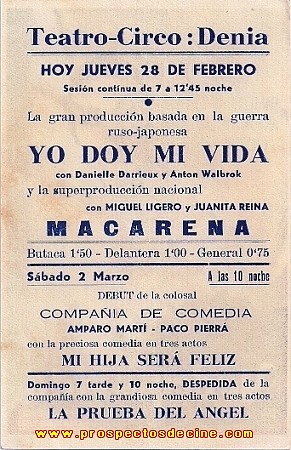 Teatro-Circo : Denia
HOY JUEVES 28 DE FEBRERO
Sesión contínua de 7 a 12'45 noche
La gran producción basada en la guerra
ruso-japonesa
YO DOY MI VIDA
con Danielle Darrieux y Anton Walbrok
y la superproducción nacional
con MIGUEL LIGERO y JUANITA REINA
MACARENA
Butaca 1'50 - Delantera 1'00 - General 0'75
Sábado 2 Marzo A las 10 noche
DEBUT de la colosal
COMPAÑIA DE COMEDIA
AMPARO MARTÍ - PACO PIERRÁ
con la preciosa comedia en tres actos
MI HIJA SERÁ FELIZ
Domingo 7 tarde y 10 noche, DESPEDIDA de la
compañía con la grandiosa comedia en tres actos
LA PRUEBA DEL ANGEL
www.prospectosdecine.com